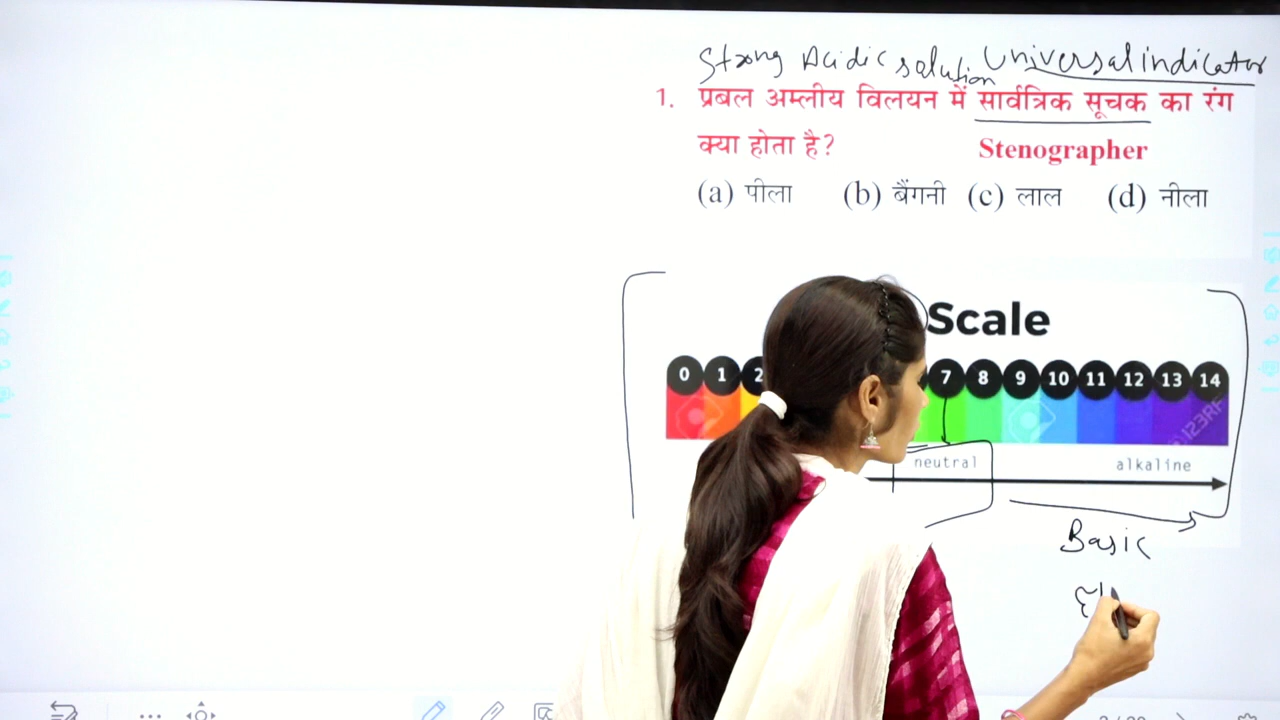 Strong Acidic solution Universal indicator
1. प्रबल अम्लीय विलयन में सार्वत्रिक सूचक का रंग
क्या होता है? Stenographer
(a) पीला (b) बैंगनी (c) लाल (d) नीला
Scale
0 1 2 7 8 9 10 11 12 13 14
neutral alkaline
Basic
123RF